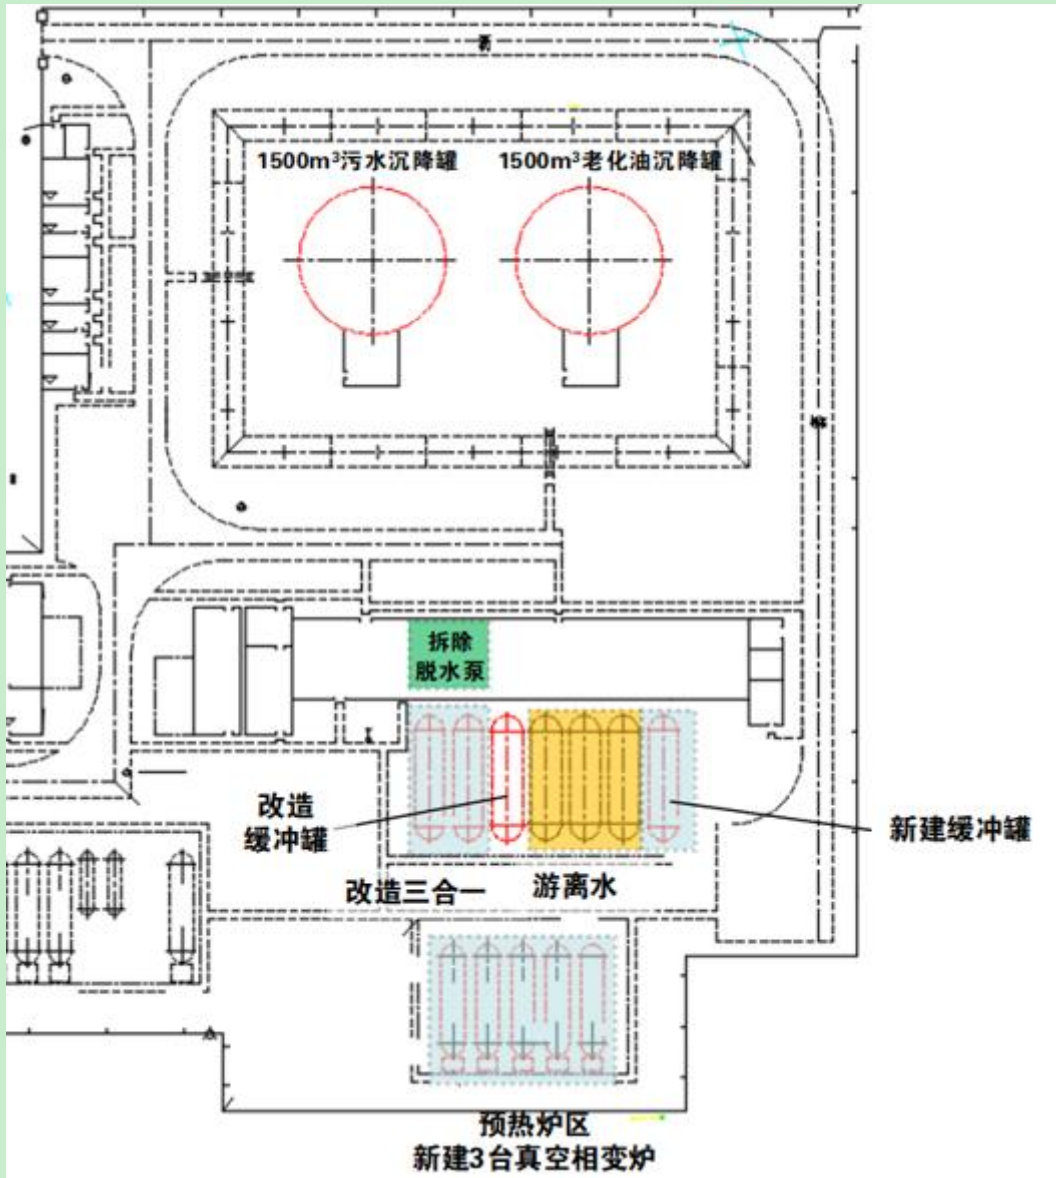 1500m³污水沉降罐
1500m³老化油沉降罐
拆除
脱水泵
改造
缓冲罐
新建缓冲罐
改造三合一
游离水
预热炉区
新建3台真空相变炉